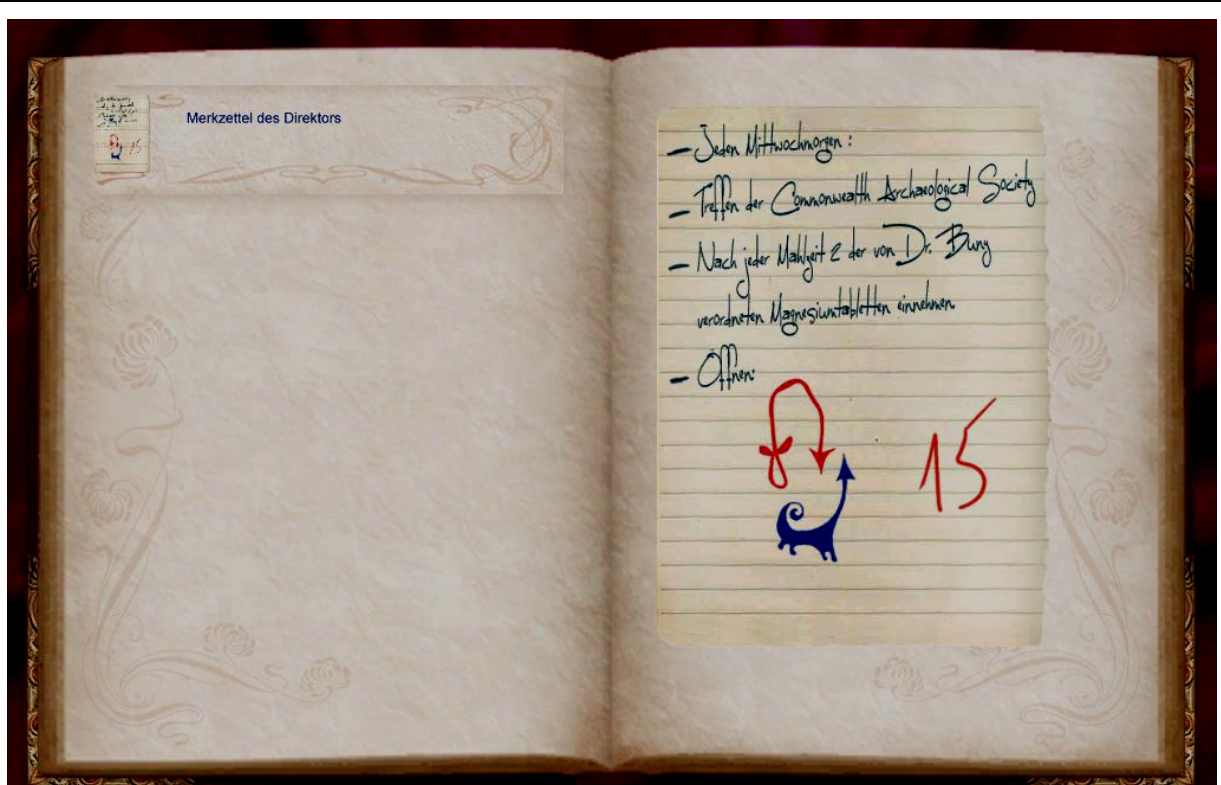 Merkzettel des Direktors
– Jeden Mittwochmorgen:
– Treffen der Commonwealth Archaeological Society
– Nach jeder Mahlzeit 2 der von Dr. Bung
verordneten Magnesiumtabletten einnehmen
– Öffnen:
15